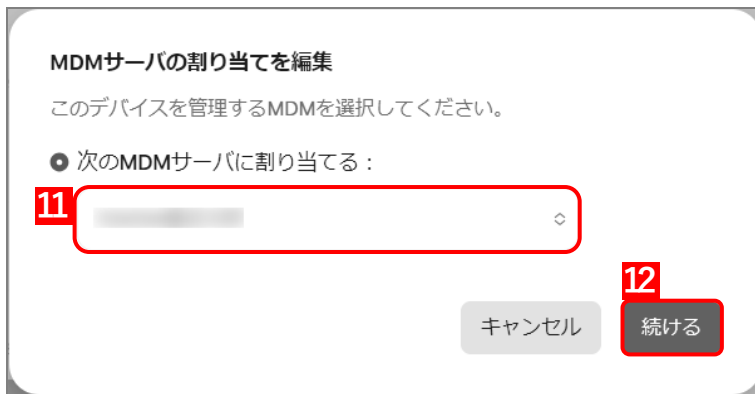 MDMサーバの割り当てを編集
このデバイスを管理するMDMを選択してください。
次のMDMサーバに割り当てる：
11
12
キャンセル 続ける